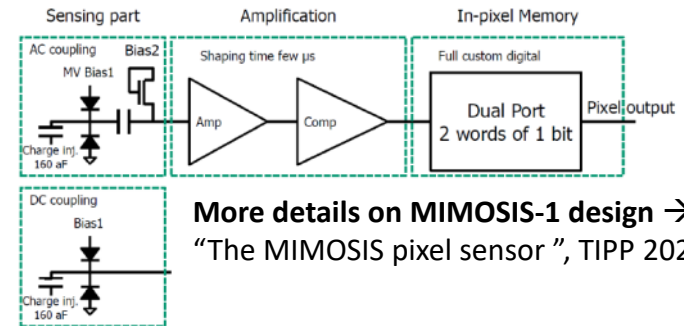 Sensing part
Amplification
In-pixel Memory
AC coupling
Bias2
MV Bias1
Charge inj.
160 aF
Shaping time few µs
Amp
Comp
Full custom digital
Dual Port
2 words of 1 bit
Pixel output
DC coupling
Bias1
Charge inj.
160 aF
More details on MIMOSIS-1 design →
“The MIMOSIS pixel sensor ”, TIPP 202